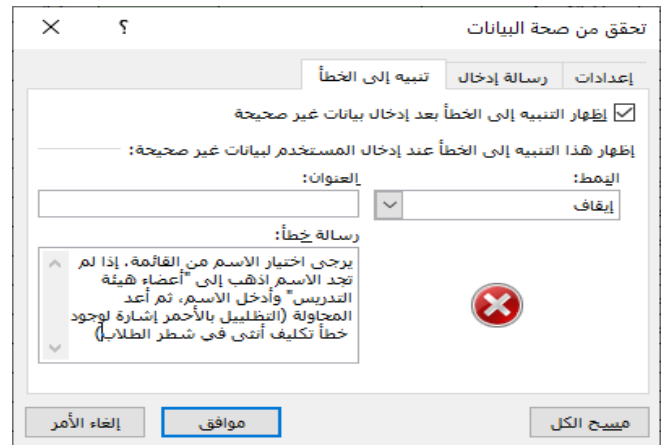 تحقق من صحة البيانات
؟
إعدادات
رسالة إدخال
تنبيه إلى الخطأ
إظهار التنبيه إلى الخطأ بعد إدخال بيانات غير صحيحة
إظهار هذا التنبيه إلى الخطأ عند إدخال المستخدم لبيانات غير صحيحة:
النمط:
العنوان:
إيقاف
رسالة خطأ:
يرجى اختيار الاسم من القائمة. إذا لم
تجد الاسم اذهب إلى "أعضاء هيئة
التدريس" وأدخل الاسم، ثم أعد
المحاولة (التظلييل بالأحمر إشارة لوجود
خطأ تكليف أنثى في شطر الطلاب)
مسح الكل
موافق
إلغاء الأمر